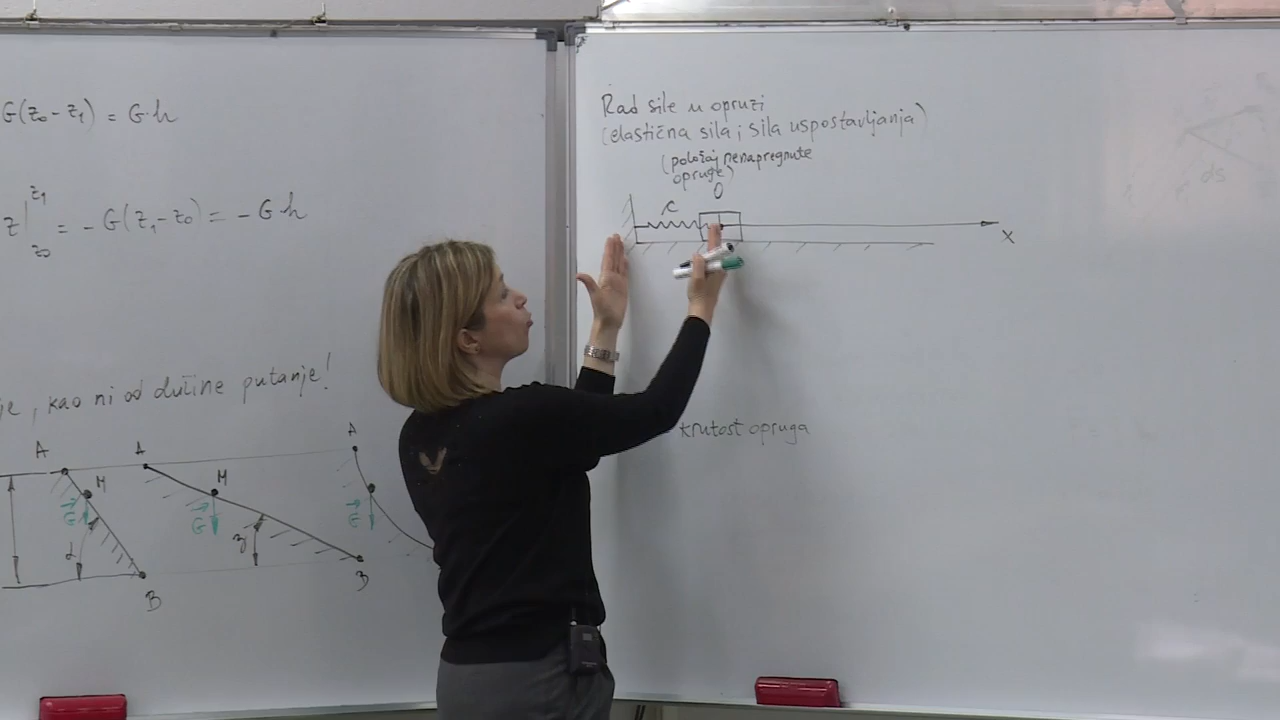 G(z₀ - z₁) = G·h
z|z₁ z₀ = - G(z₁ - z₀) = - G·h
je, kao ni od dužine putanje!
A
M
G
α
B
A
M
G
B
A
G
Rad sile u opruzi
(elastična sila i sila uspostavljanja)
(položaj nenapregnute
opruge)
O
c
x
krutost opruga